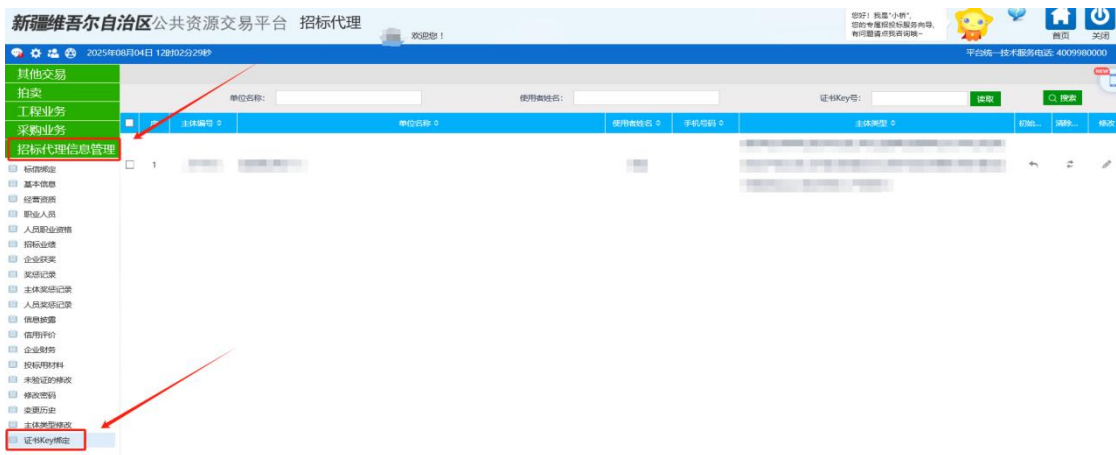 新疆维吾尔自治区公共资源交易平台 招标代理
欢迎您！
您好！我是"小桥",
您的专属招投标服务向导,
有问题请点我咨询哦~
首页
关闭
2025年08月04日 12时02分29秒
平台统一技术服务电话: 4009980000
其他交易
拍卖
工程业务
采购业务
招标代理信息管理
标信绑定
基本信息
经营资质
职业人员
人员职业资格
招标业绩
企业获奖
奖惩记录
主体奖惩记录
人员奖惩记录
信息披露
信用评价
企业财务
投标用材料
未验证的修改
修改密码
变更历史
主体类型修改
证书Key绑定
NEW
单位名称:
使用者姓名:
证书Key号:
读取
搜索
主体编号
单位名称
使用者姓名
手机号码
主体类型
初始...
清除...
修改
1